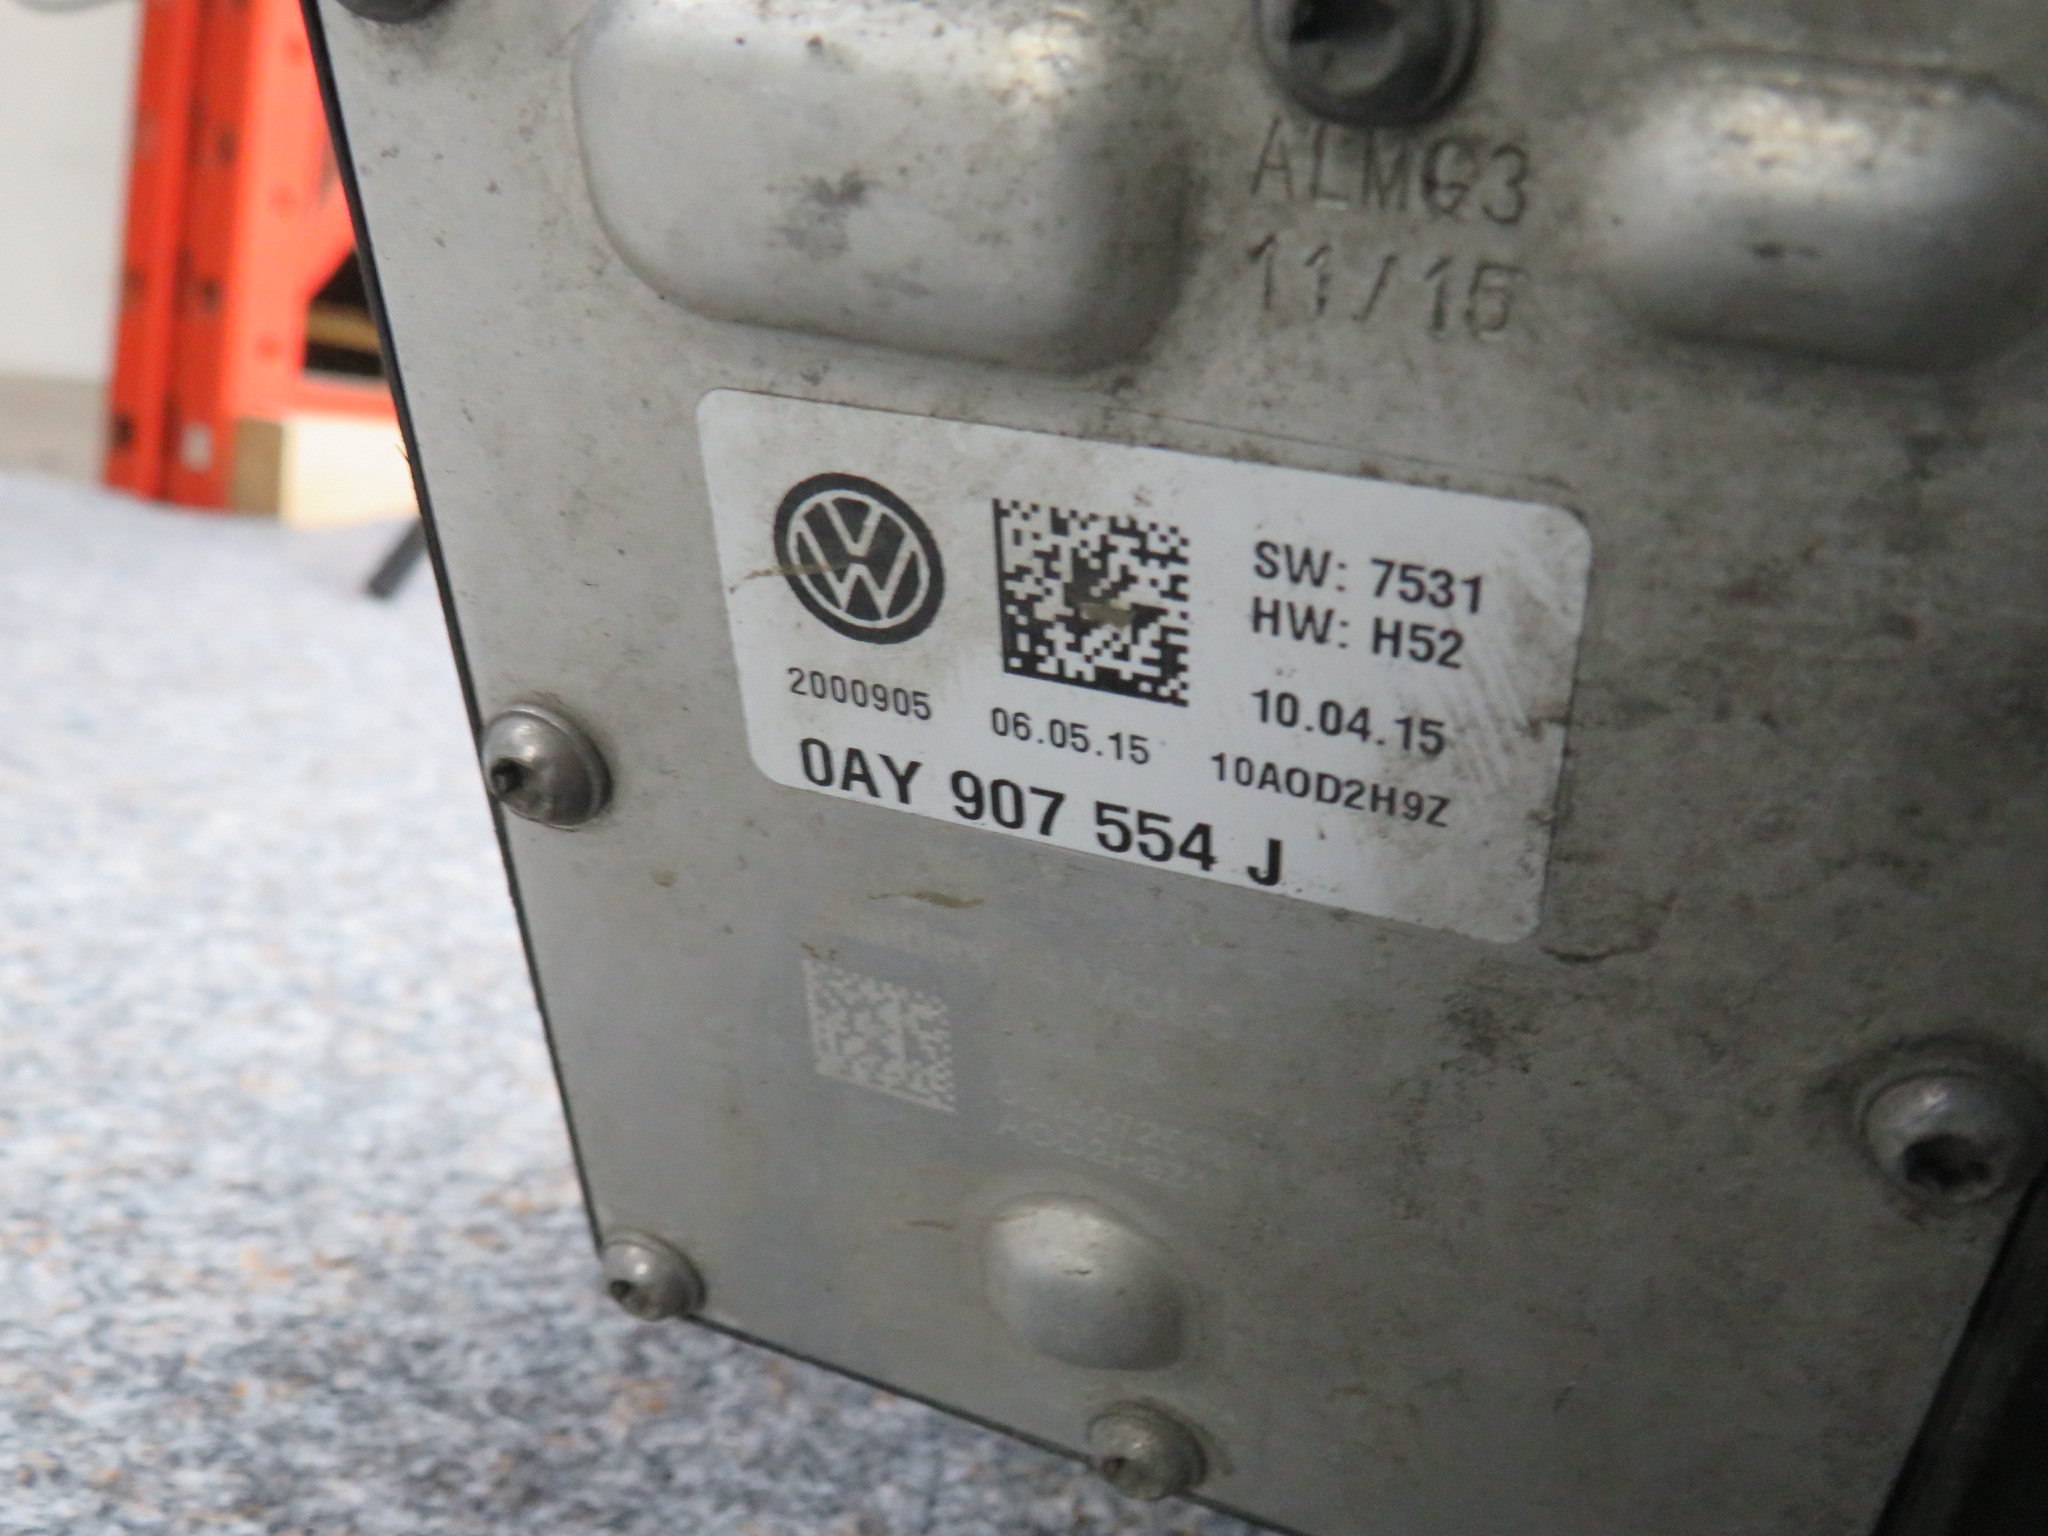 ALMG3
11/15
SW: 7531
HW: H52
10.04.15
2000905
06.05.15
10AOD2H9Z
0AY 907 554 J